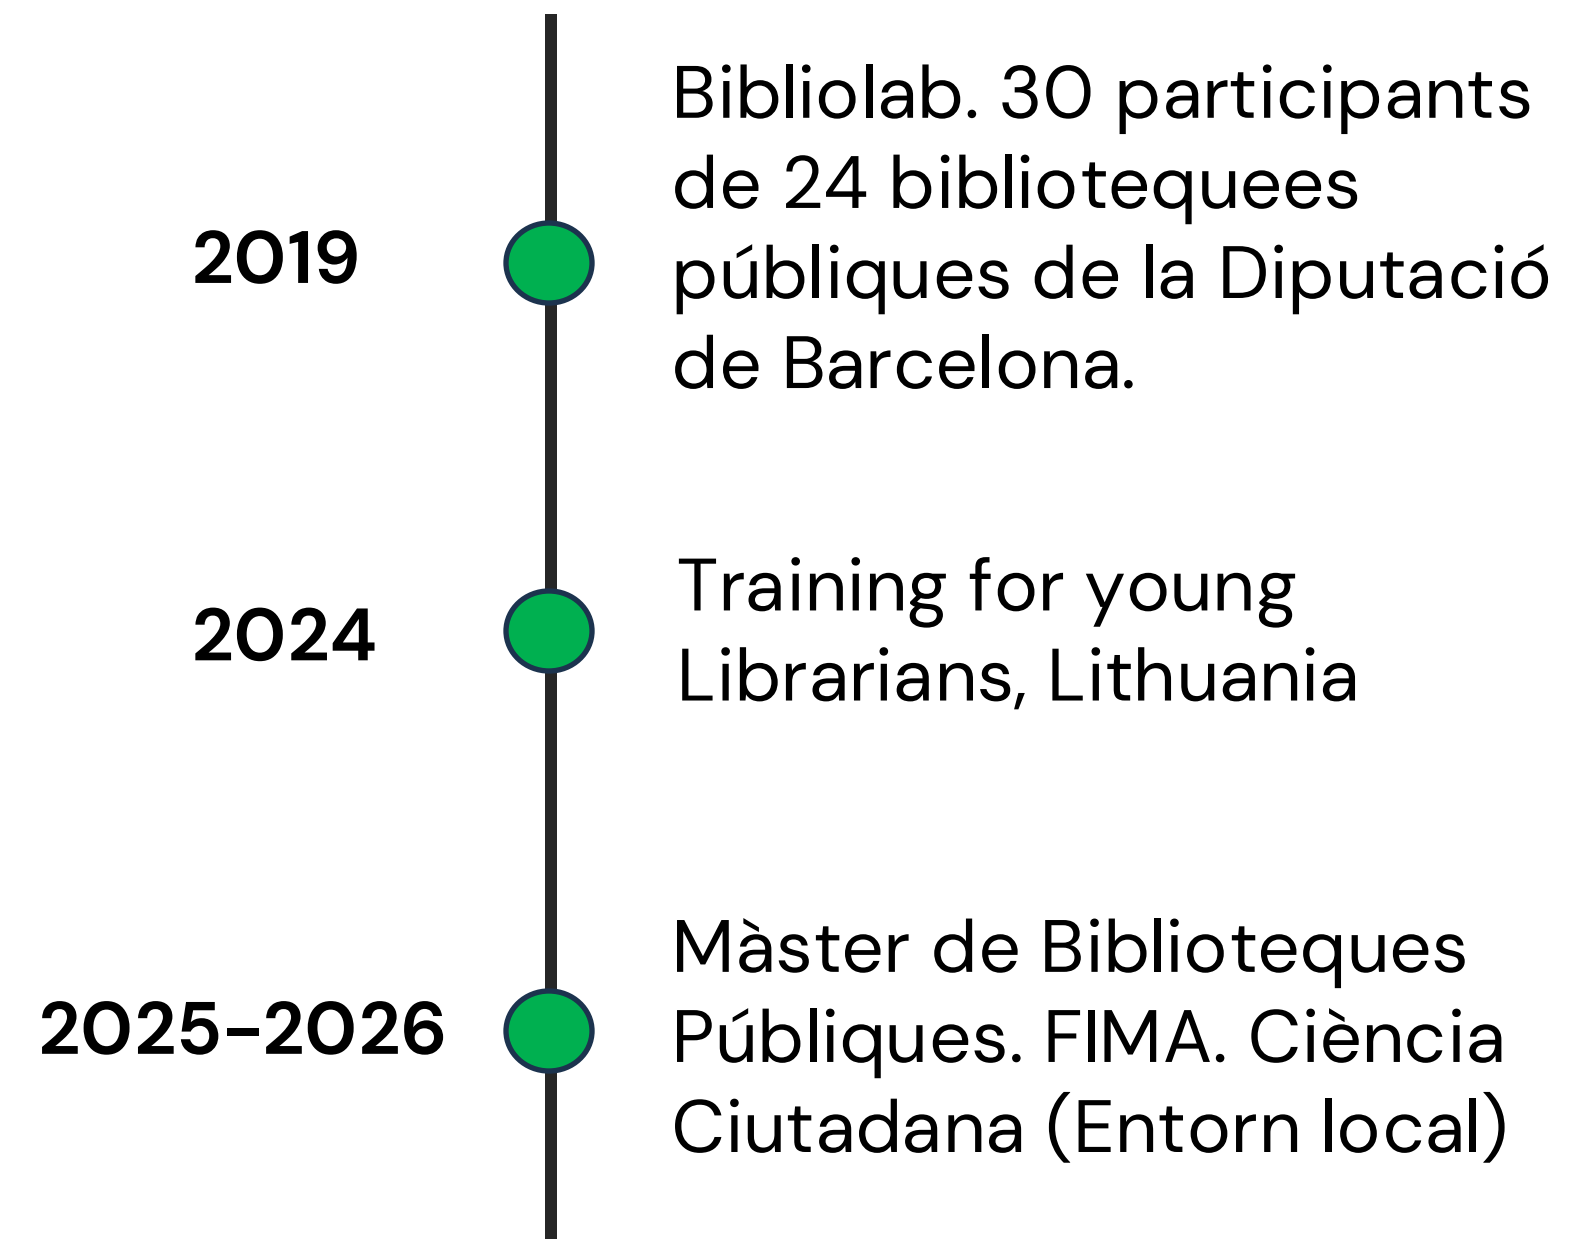 2019
Bibliolab. 30 participants
de 24 bibliotequees
públiques de la Diputació
de Barcelona.
2024
Training for young
Librarians, Lithuania
2025-2026
Màster de Biblioteques
Públiques. FIMA. Ciència
Ciutadana (Entorn local)